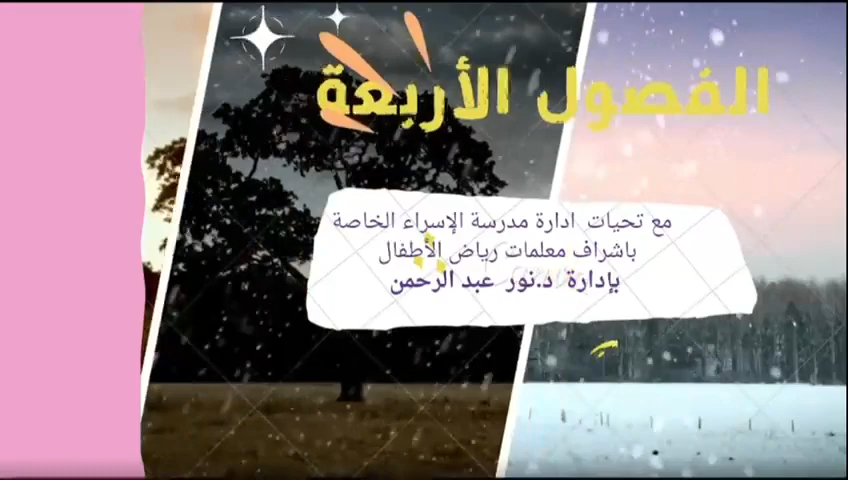 الفصول الأربعة
مع تحيات ادارة مدرسة الإسراء الخاصة
باشراف معلمات رياض الأطفال
بإدارة د.نور عبد الرحمن